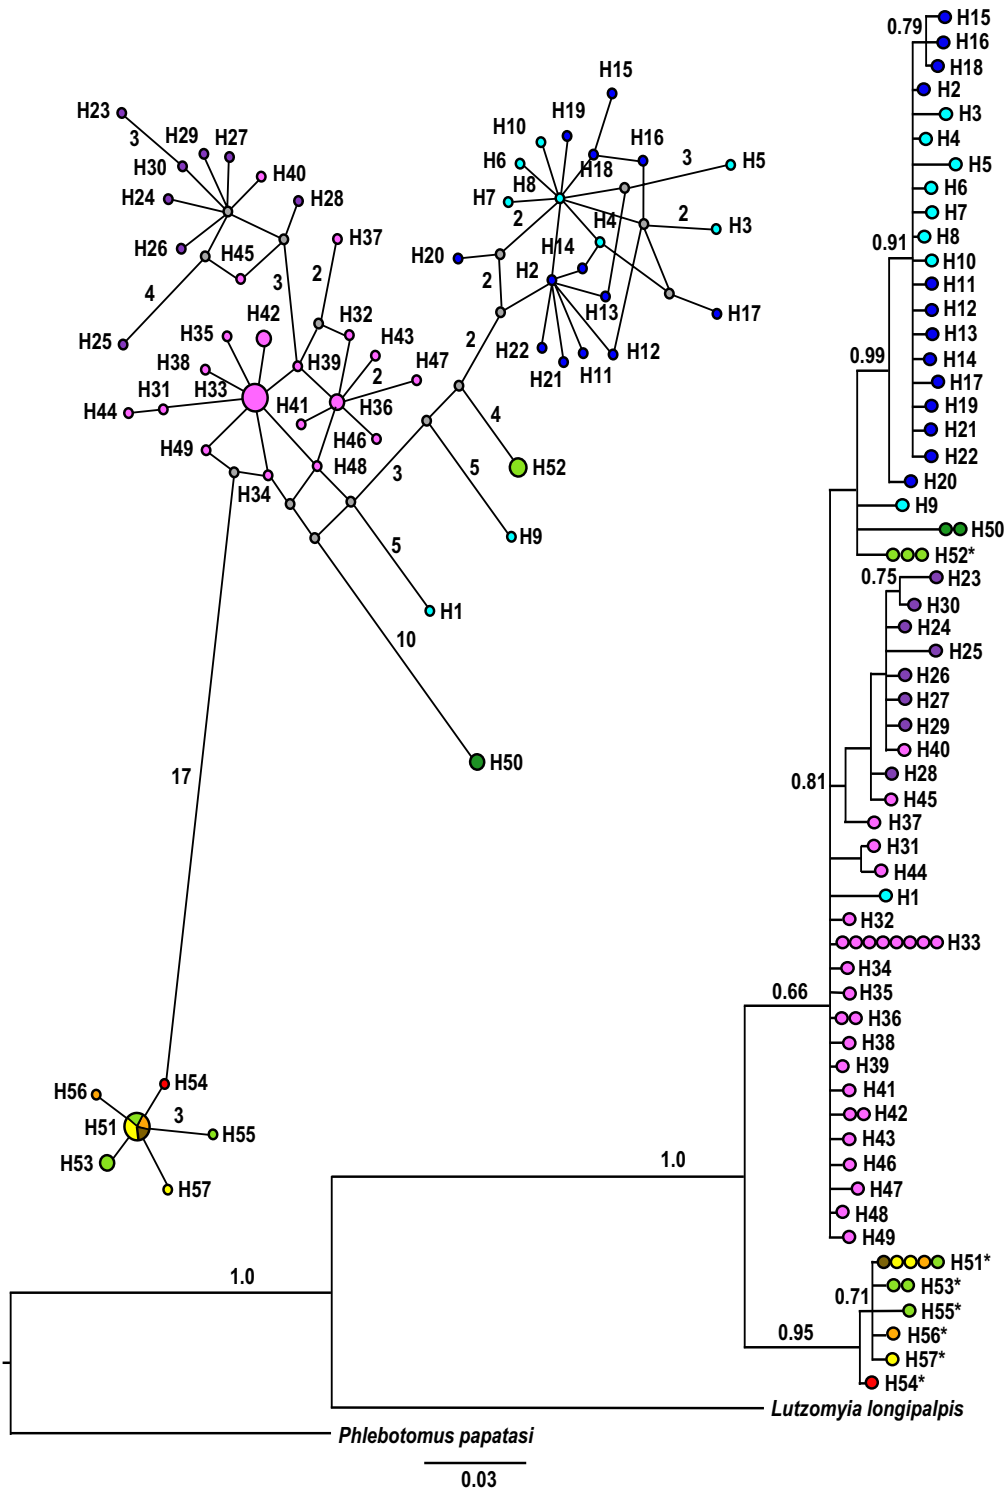 H23
3
H29
H27
H30
H40
H24
H28
H26
H45
H37
4
3
2
H25
H42
H35
H32
H43
H38
H39
H47
H31
H33
2
H44
H41
H36
H49
H46
H34
H48
H15
H19
H10
H16
3
H5
H6
H18
H8
H7
2
H4
2
H3
H20
H14
H2
2
H13
H17
2
H22
H12
H21
H11
4
H52
3
5
H9
5
H1
10
H50
17
H54
H56
3
H51
H55
H53
H57
0.79
H15
H16
H18
H2
H3
H4
H5
H6
H7
0.91
H8
H10
H11
H12
H13
0.99
H14
H17
H19
H21
H22
H20
H9
H50
H52*
0.75
H23
H30
H24
H25
H26
H27
H29
H40
0.81
H28
H45
H37
H31
H44
H1
H32
H33
H34
0.66
H35
H36
H38
H39
H41
H42
H43
H46
1.0
H47
H48
H49
H51*
1.0
H53*
0.71
H55*
0.95
H56*
H57*
H54*
Lutzomyia longipalpis
Phlebotomus papatasi
0.03